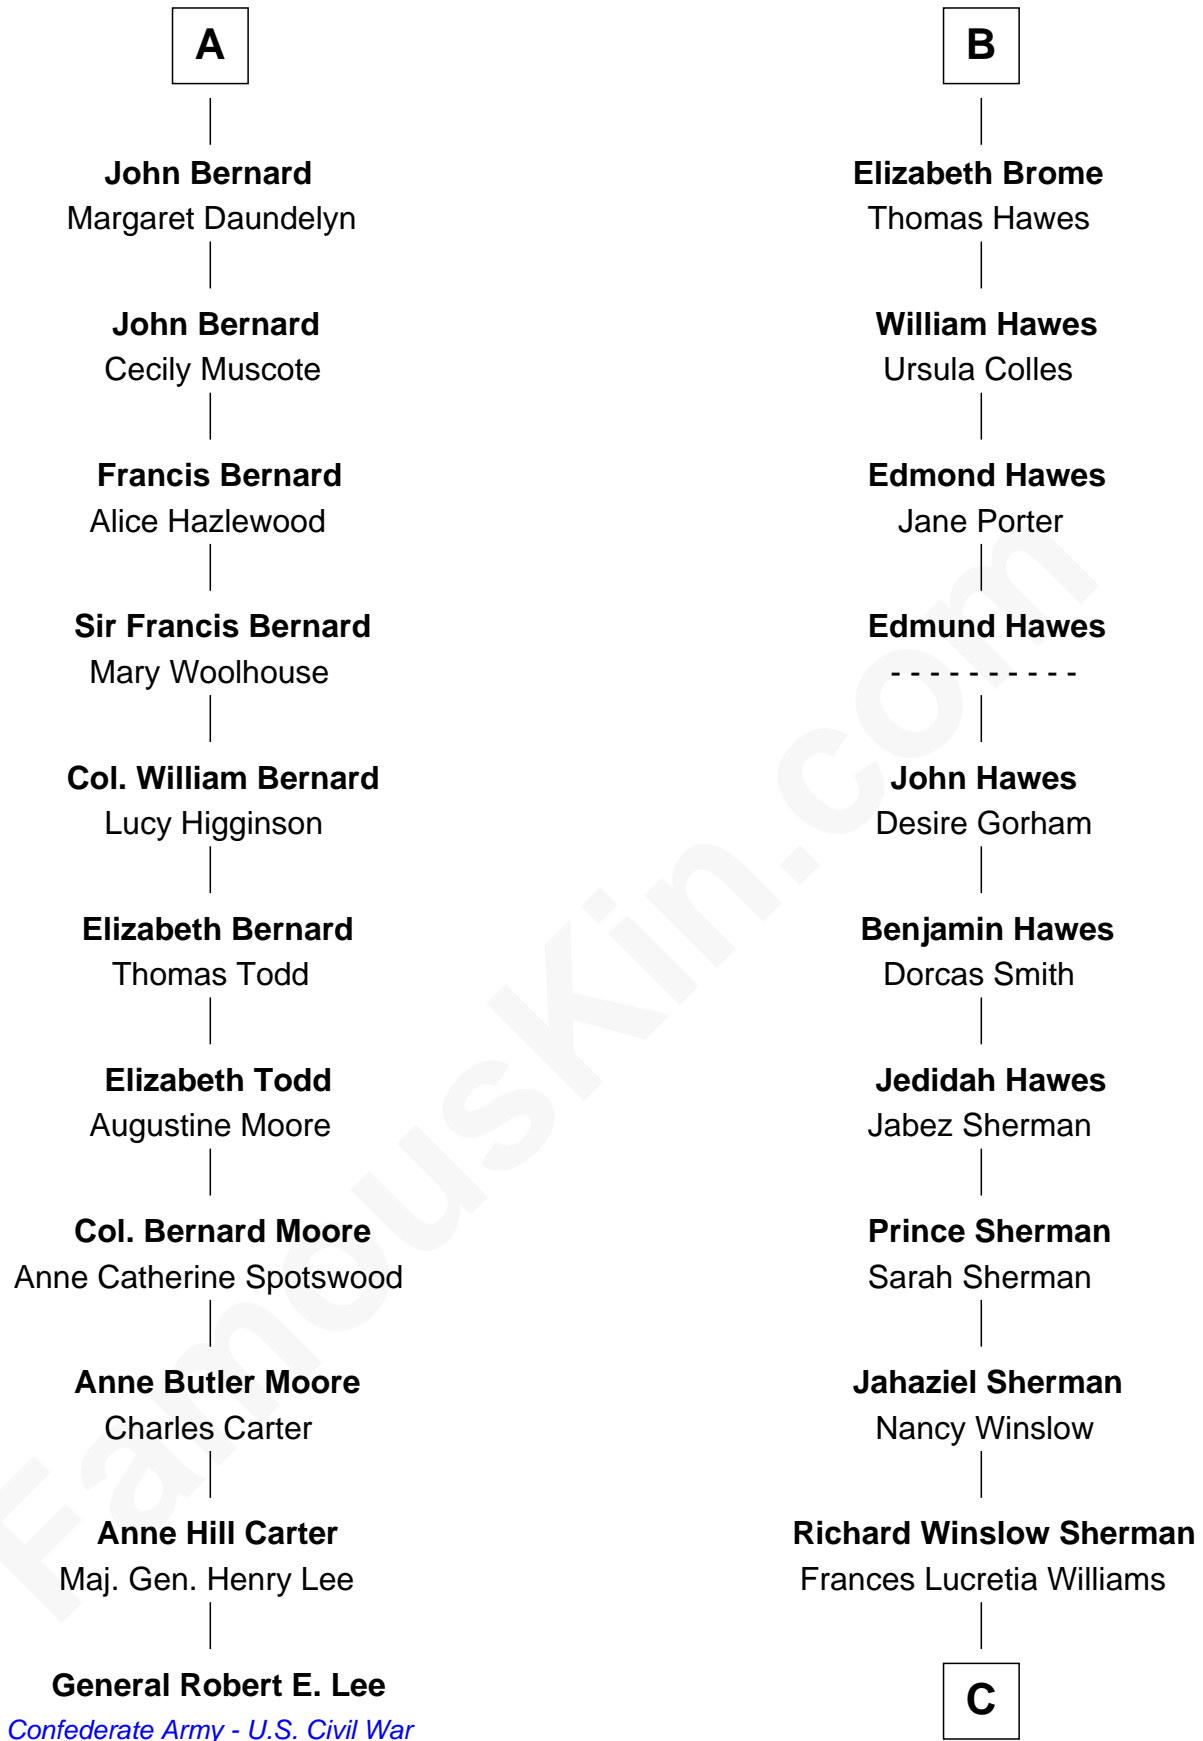 A
John Bernard
Margaret Daundelyn
John Bernard
Cecily Muscote
Francis Bernard
Alice Hazlewood
Sir Francis Bernard
Mary Woolhouse
Col. William Bernard
Lucy Higginson
Elizabeth Bernard
Thomas Todd
Elizabeth Todd
Augustine Moore
Col. Bernard Moore
Anne Catherine Spotswood
Anne Butler Moore
Charles Carter
Anne Hill Carter
Maj. Gen. Henry Lee
General Robert E. Lee
Confederate Army - U.S. Civil War
B
Elizabeth Brome
Thomas Hawes
William Hawes
Ursula Colles
Edmond Hawes
Jane Porter
Edmund Hawes
- - - - - - - - - -
John Hawes
Desire Gorham
Benjamin Hawes
Dorcas Smith
Jedidah Hawes
Jabez Sherman
Prince Sherman
Sarah Sherman
Jahaziel Sherman
Nancy Winslow
Richard Winslow Sherman
Frances Lucretia Williams
C
FamousKin.com